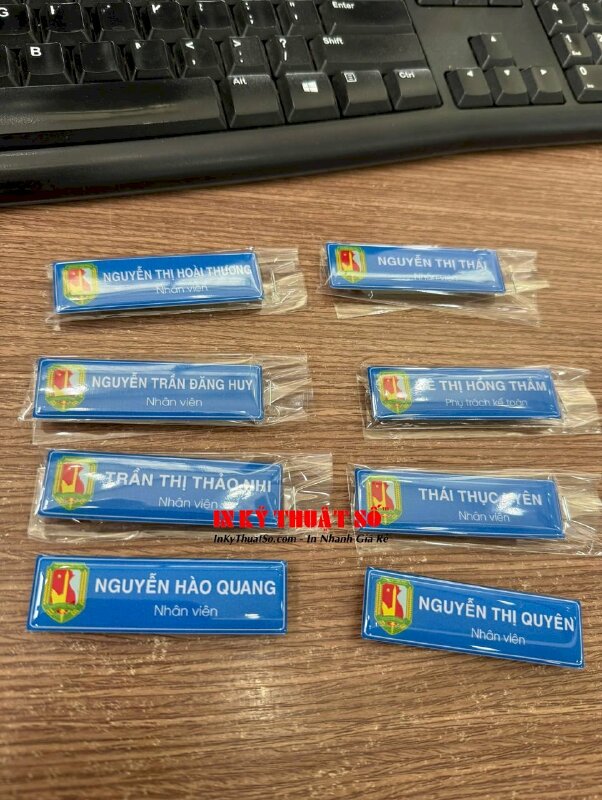 Enter
Shift
Alt
Ctrl
G
B
N
M
NGUYỄN THỊ HOÀI THƯƠNG
Nhân viên
NGUYỄN THỊ THÁI
Nhân viên
NGUYỄN TRẦN ĐĂNG HUY
Nhân viên
THỊ HỒNG THẮM
Phụ trách kế toán
TRẦN THỊ THẢO NHI
Nhân viên
THÁI THỤC UYÊN
Nhân viên
IN KỸ THUẬT SỐ
InKyThuatSo.com - In Nhanh Giá Rẻ
NGUYỄN HÀO QUANG
Nhân viên
NGUYỄN THỊ QUYÊN
Nhân viên